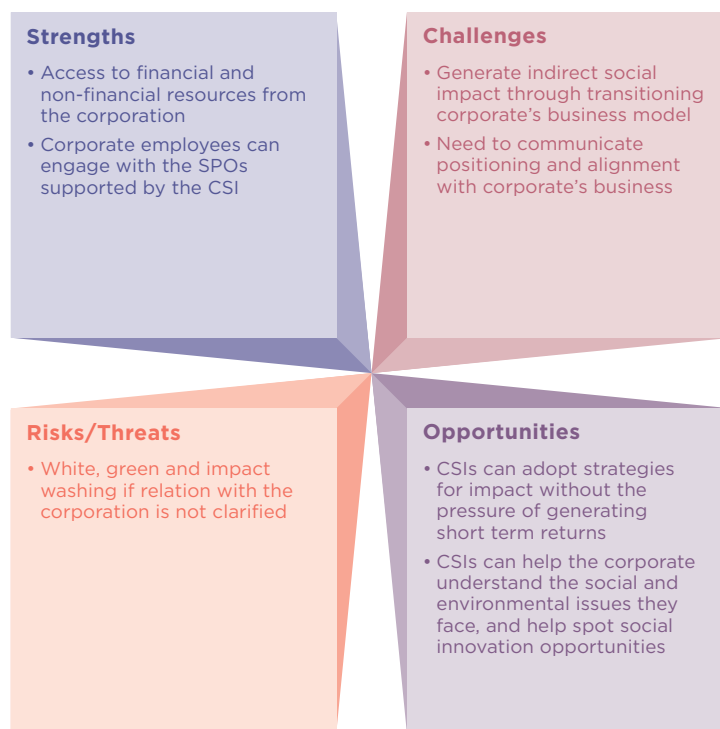 Strengths
• Access to financial and
non-financial resources from
the corporation
• Corporate employees can
engage with the SPOs
supported by the CSI
Challenges
• Generate indirect social
impact through transitioning
corporate's business model
• Need to communicate
positioning and alignment
with corporate's business
Risks/Threats
• White, green and impact
washing if relation with the
corporation is not clarified
Opportunities
• CSIs can adopt strategies
for impact without the
pressure of generating
short term returns
• CSIs can help the corporate
understand the social and
environmental issues they
face, and help spot social
innovation opportunities